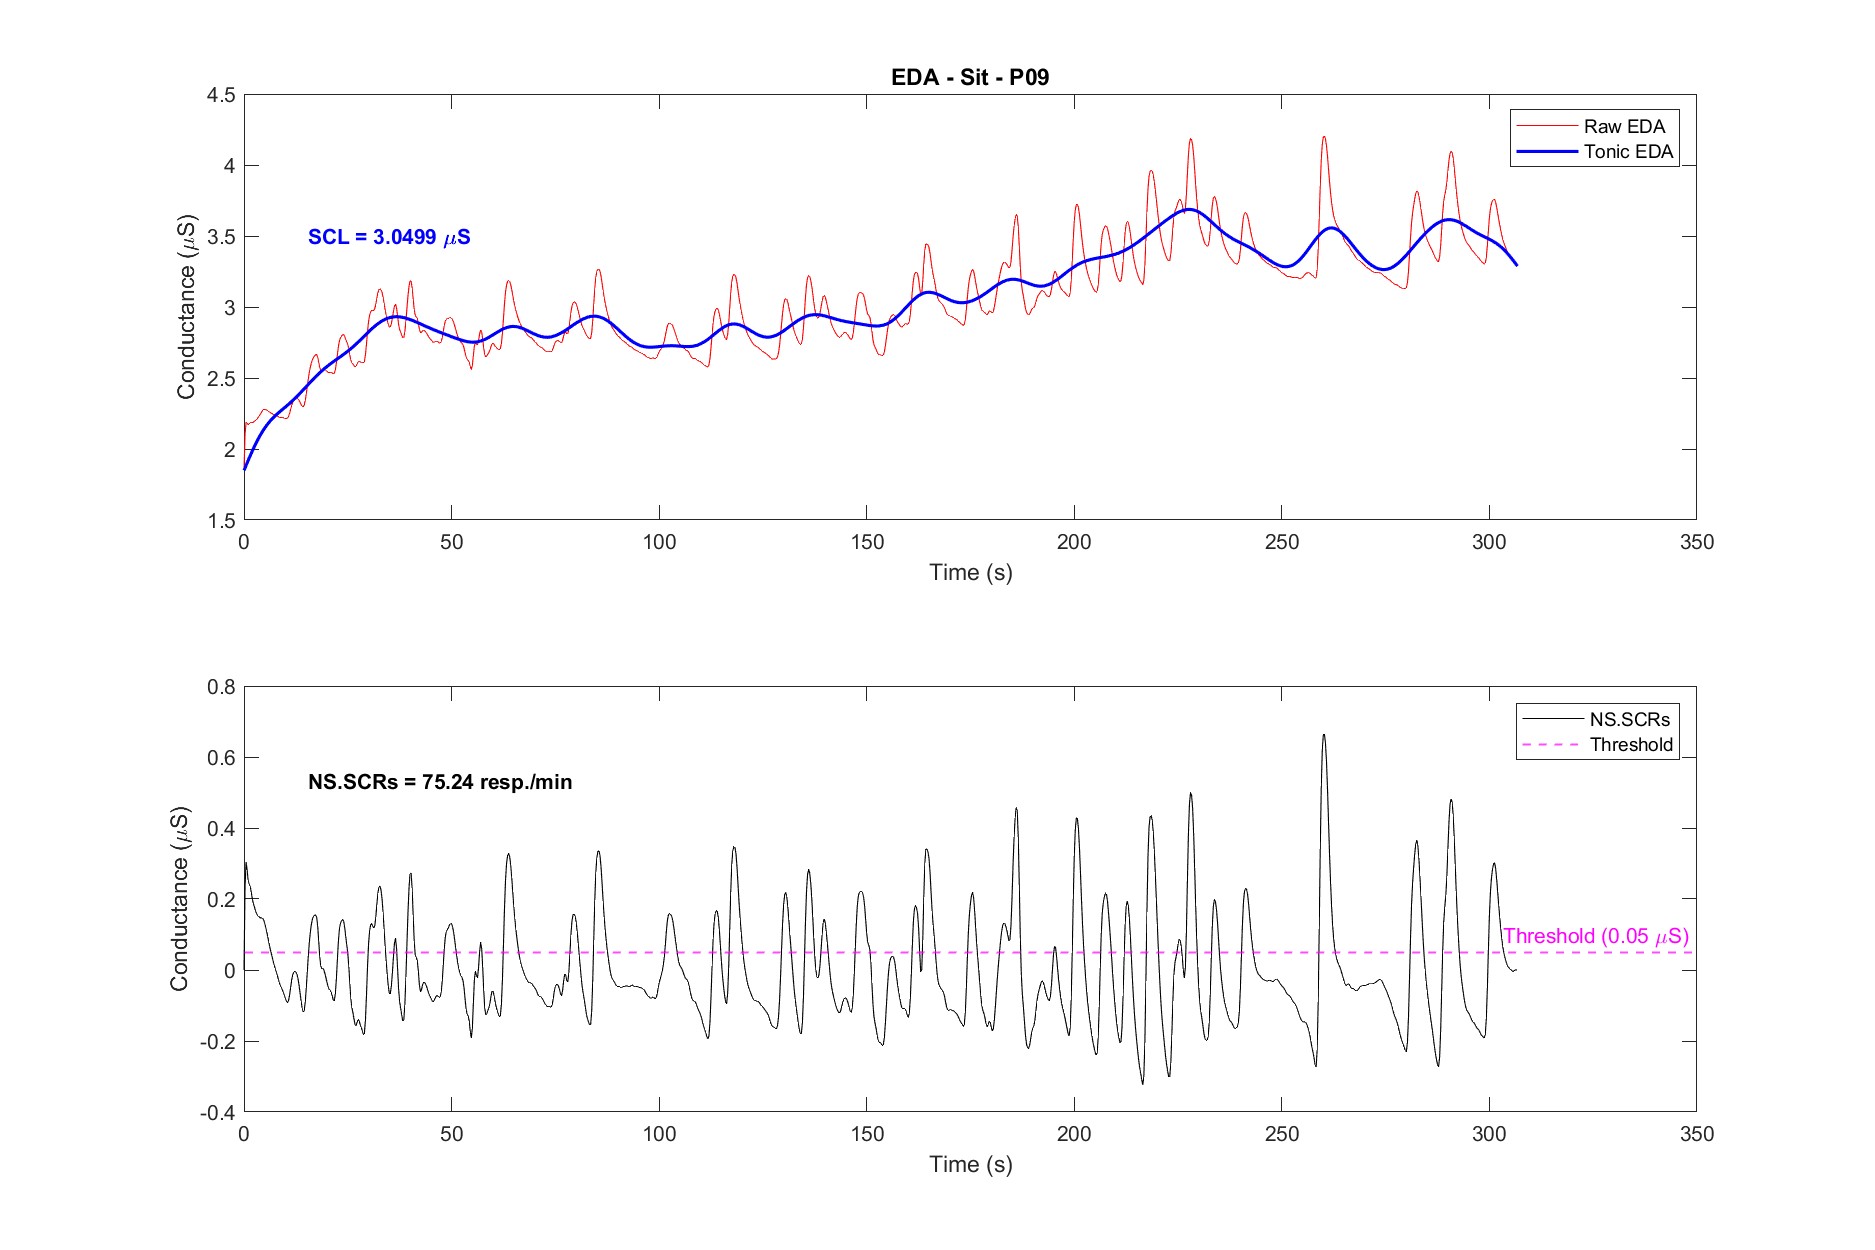 EDA - Sit - P09
4.5
4
3.5
3
2.5
2
1.5
Conductance (μS)
SCL = 3.0499 μS
Raw EDA
Tonic EDA
0 50 100 150 200 250 300 350
Time (s)
0.8
0.6
0.4
0.2
0
-0.2
-0.4
Conductance (μS)
NS.SCRs = 75.24 resp./min
NS.SCRs
Threshold
Threshold (0.05 μS)
0 50 100 150 200 250 300 350
Time (s)